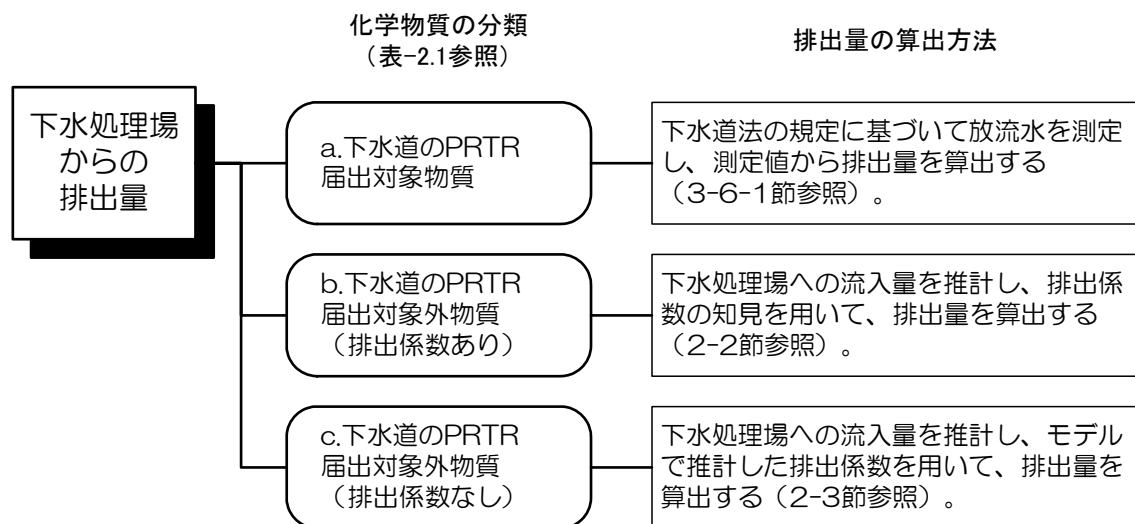 化学物質の分類
（表-2.1参照）
排出量の算出方法
下水処理場
からの
排出量
a.下水道のPRTR
届出対象物質
下水道法の規定に基づいて放流水を測定
し、測定値から排出量を算出する
（3-6-1節参照）。
b.下水道のPRTR
届出対象外物質
（排出係数あり）
下水処理場への流入量を推計し、排出係
数の知見を用いて、排出量を算出する
（2-2節参照）。
c.下水道のPRTR
届出対象外物質
（排出係数なし）
下水処理場への流入量を推計し、モデル
で推計した排出係数を用いて、排出量を
算出する（2-3節参照）。